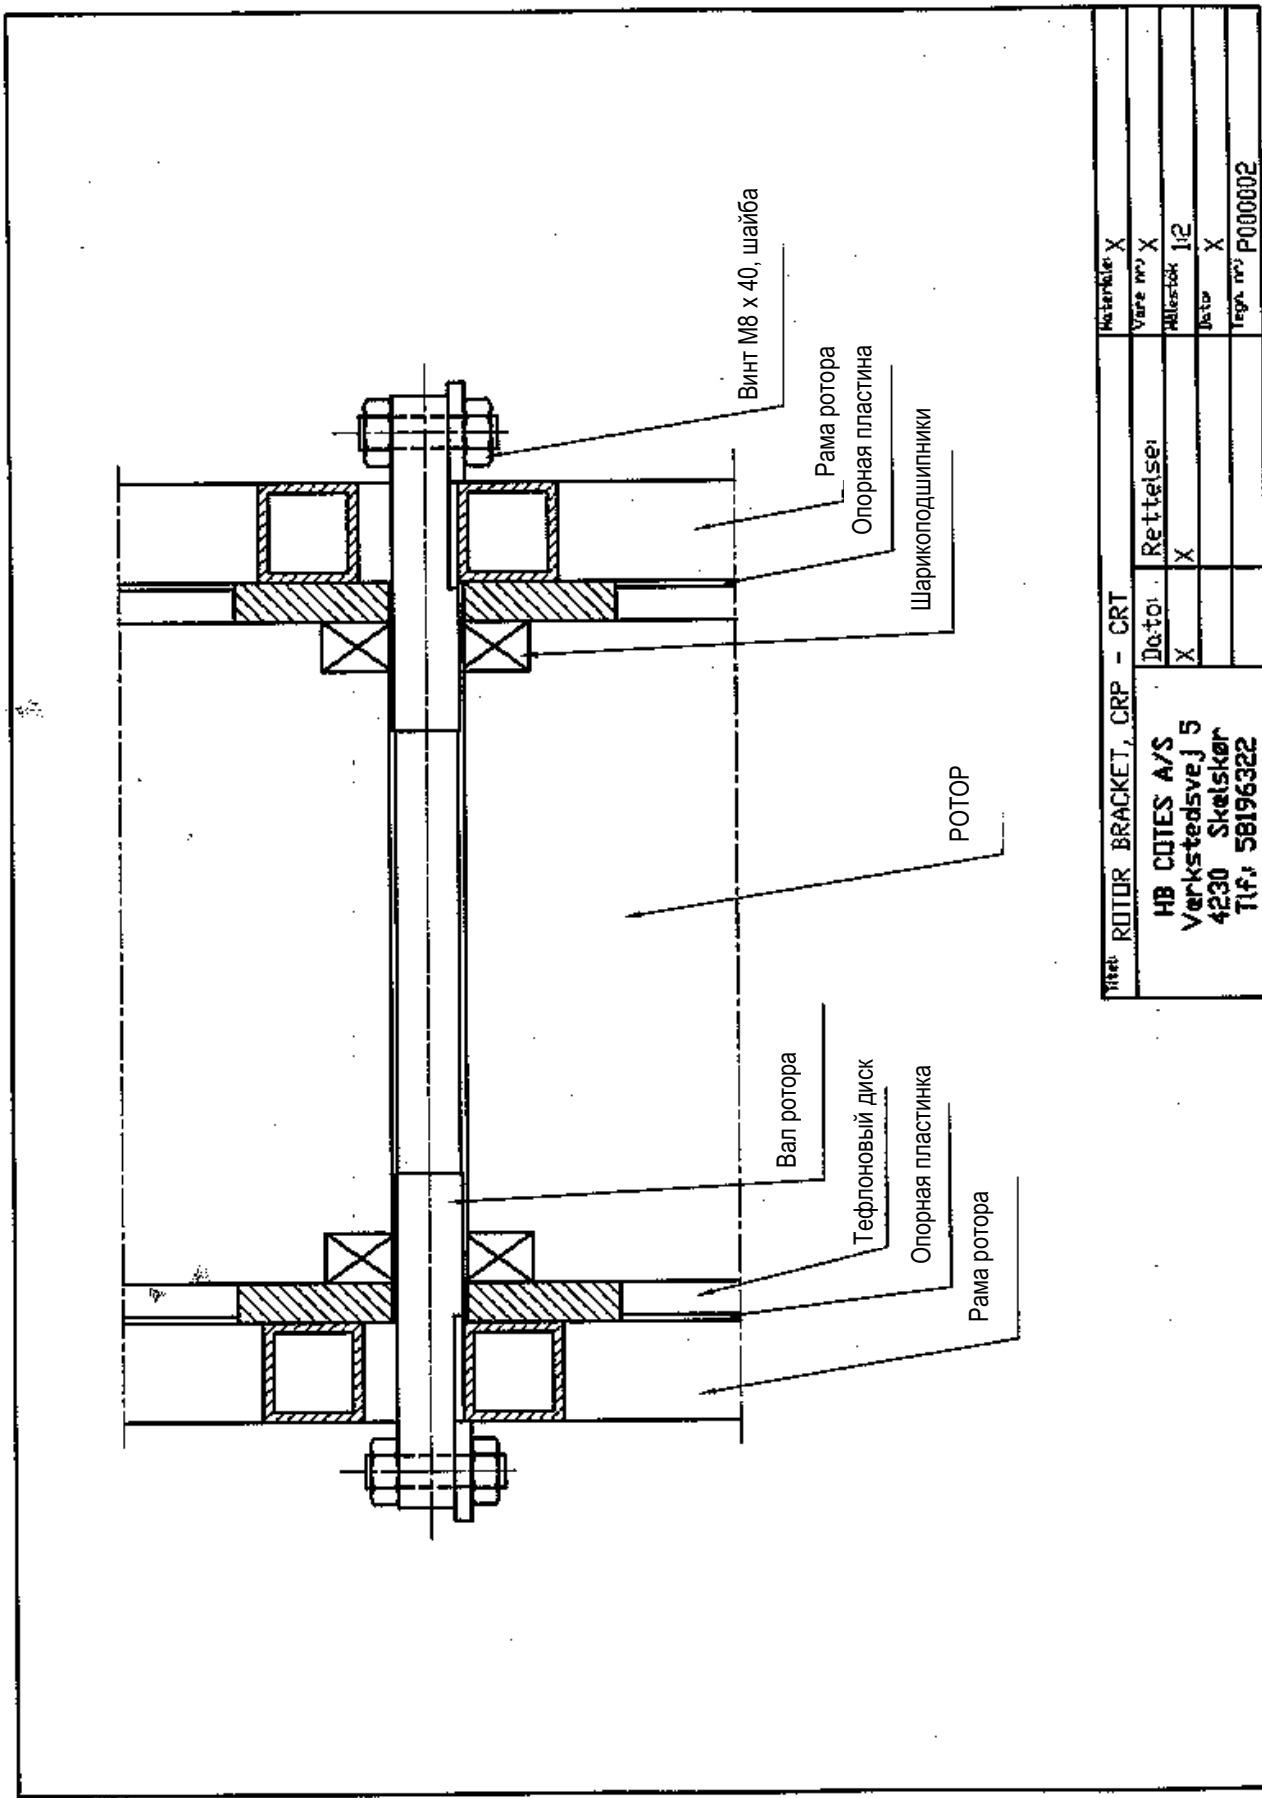 Винт М8 х 40, шайба
Рама ротора
Опорная пластина
Шарикоподшипники
РОТОР
Вал ротора
Тефлоновый диск
Опорная пластинка
Рама ротора
Titel: ROTOR BRACKET, CRP - CRT
HB COTES A/S
Værkstedsvej 5
4230 Skælskør
Tlf.: 58196322
Dato: Rettelse:
X X
Materiale: X
Vare nr.: X
Målestok 1:2
Dato: X
Tegn. nr.: P000002